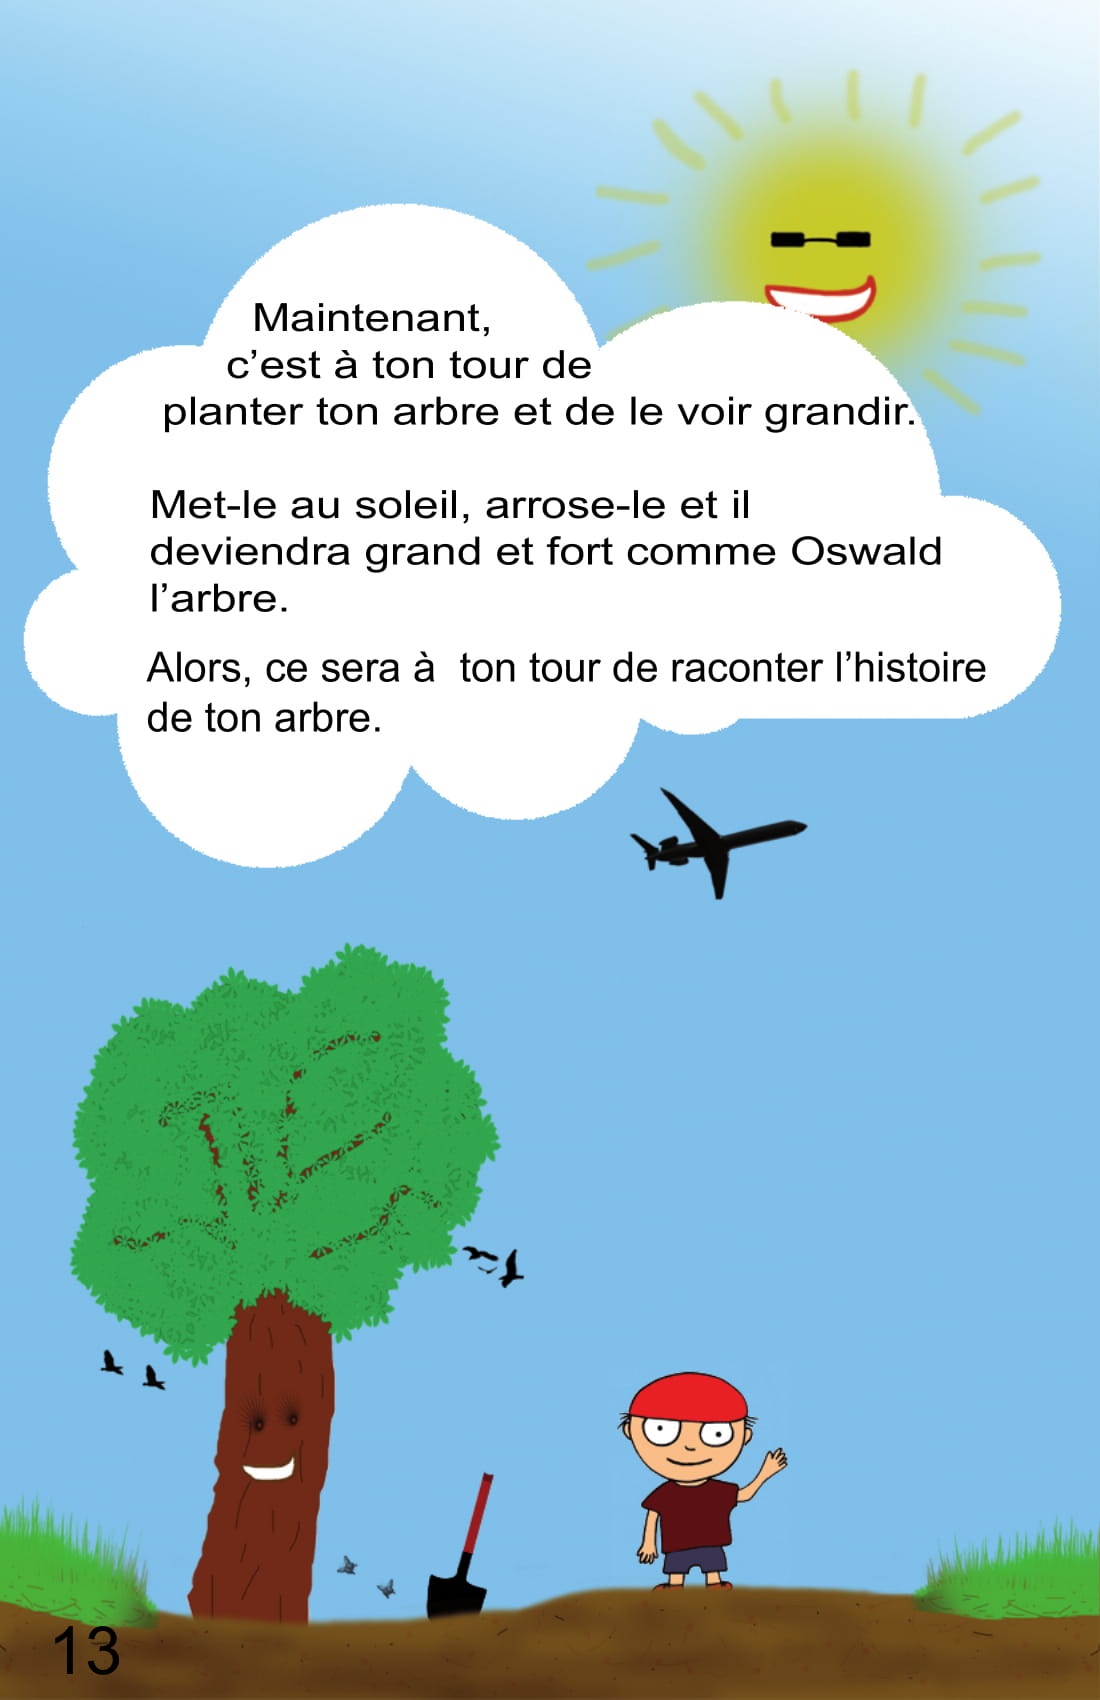 Maintenant,
c’est à ton tour de
planter ton arbre et de le voir grandir.
Met-le au soleil, arrose-le et il
deviendra grand et fort comme Oswald
l’arbre.
Alors, ce sera à  ton tour de raconter l’histoire
de ton arbre.
13